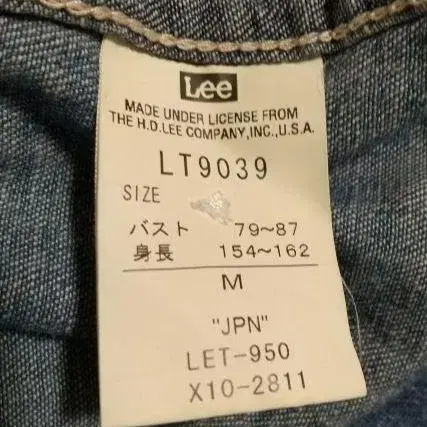 Lee
MADE UNDER LICENSE FROM
THE H.D.LEE COMPANY,INC.,U.S.A.
LT9039
SIZE
バスト 79~87
身長 154~162
M
"JPN"
LET-950
X10-2811